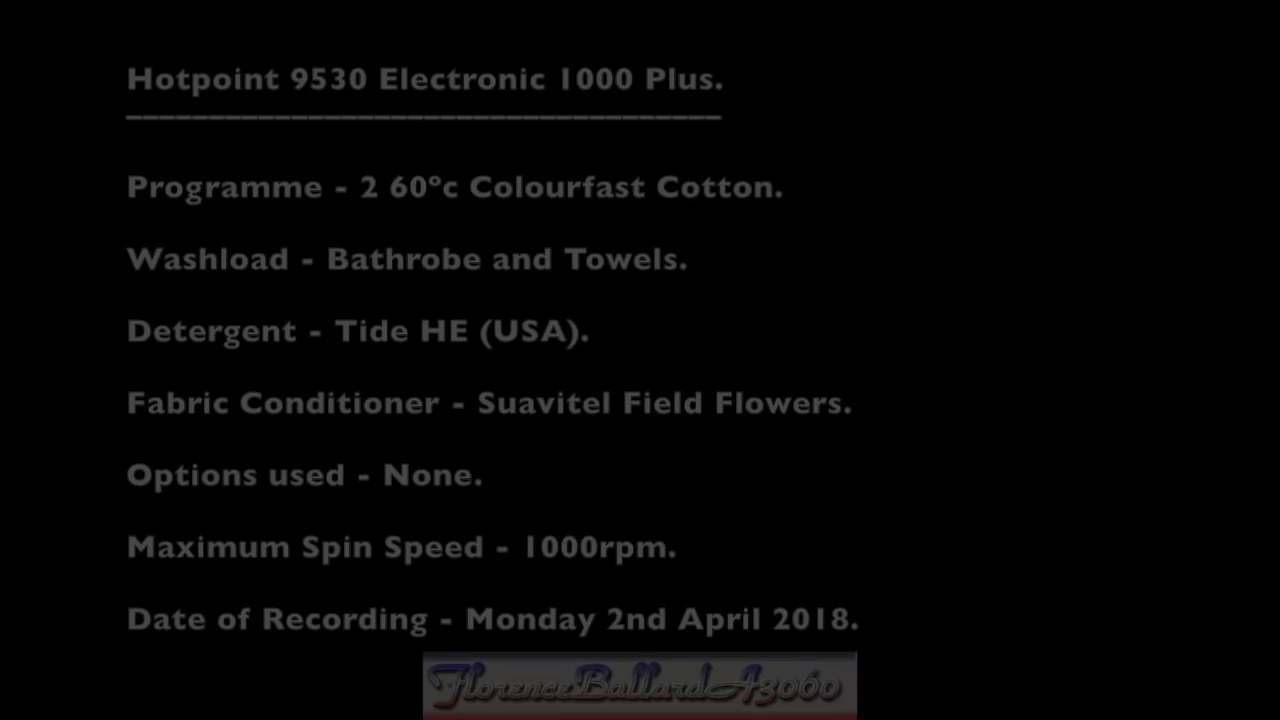 Hotpoint 9530 Electronic 1000 Plus.
Programme - 2 60ºc Colourfast Cotton.
Washload - Bathrobe and Towels.
Detergent - Tide HE (USA).
Fabric Conditioner - Suavitel Field Flowers.
Options used - None.
Maximum Spin Speed - 1000rpm.
Date of Recording - Monday 2nd April 2018.
FlorenceBallardA3060